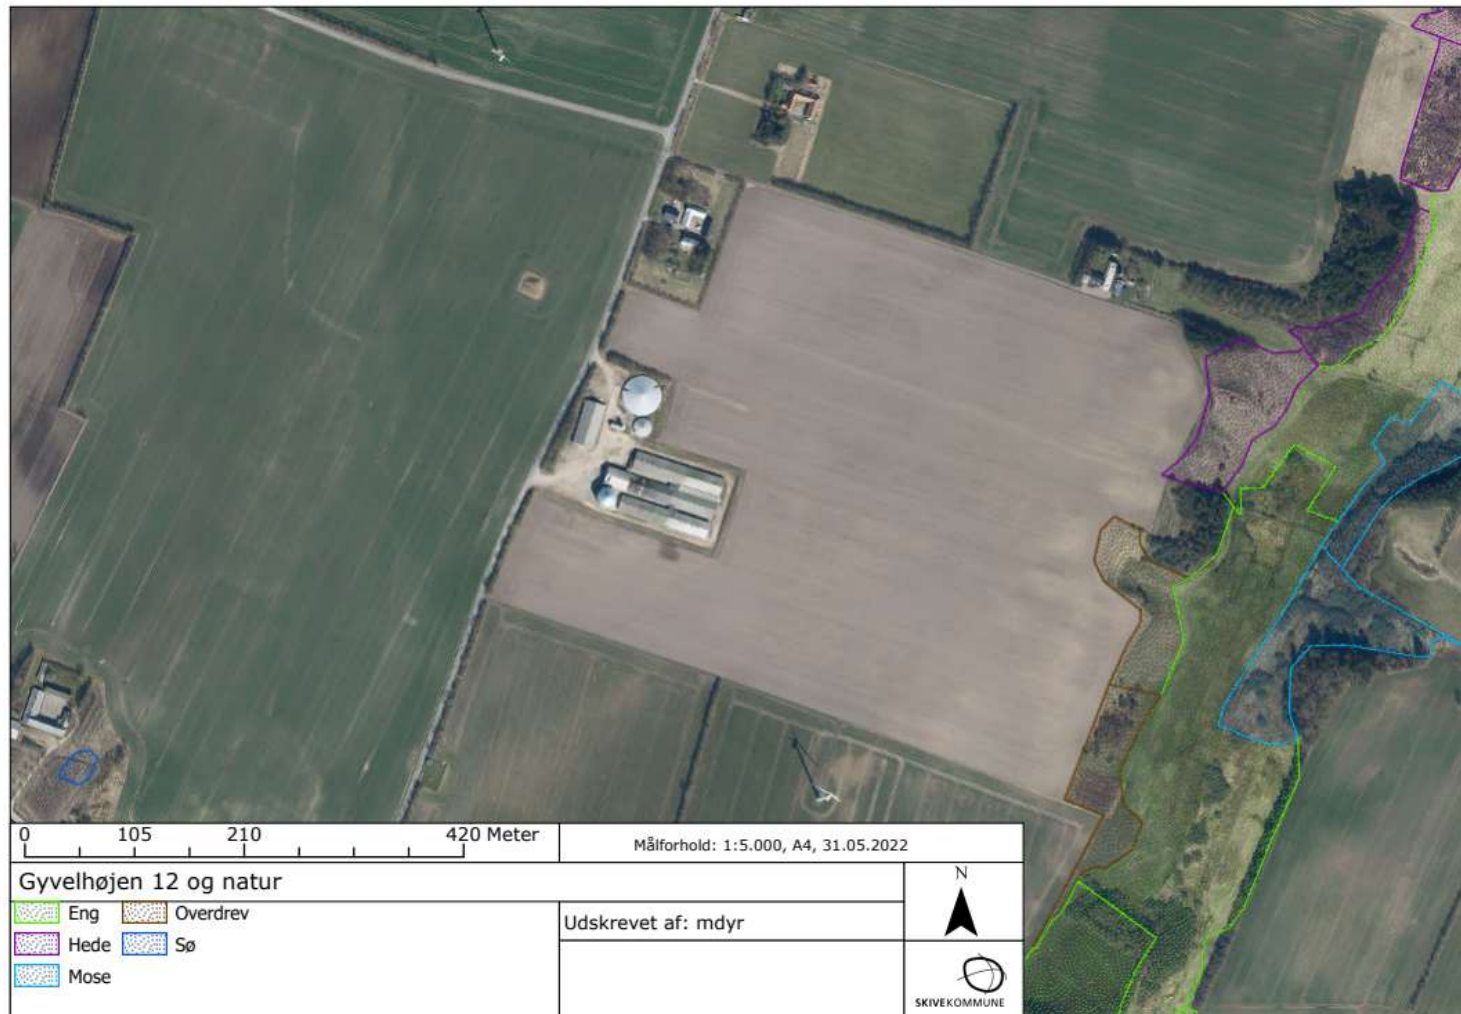 0 105 210 420 Meter
Målforhold: 1:5.000, A4, 31.05.2022
Gyvelhøjen 12 og natur
N
Eng
Overdrev
Hede
Sø
Mose
Udskrevet af: mdyr
SKIVEKOMMUNE